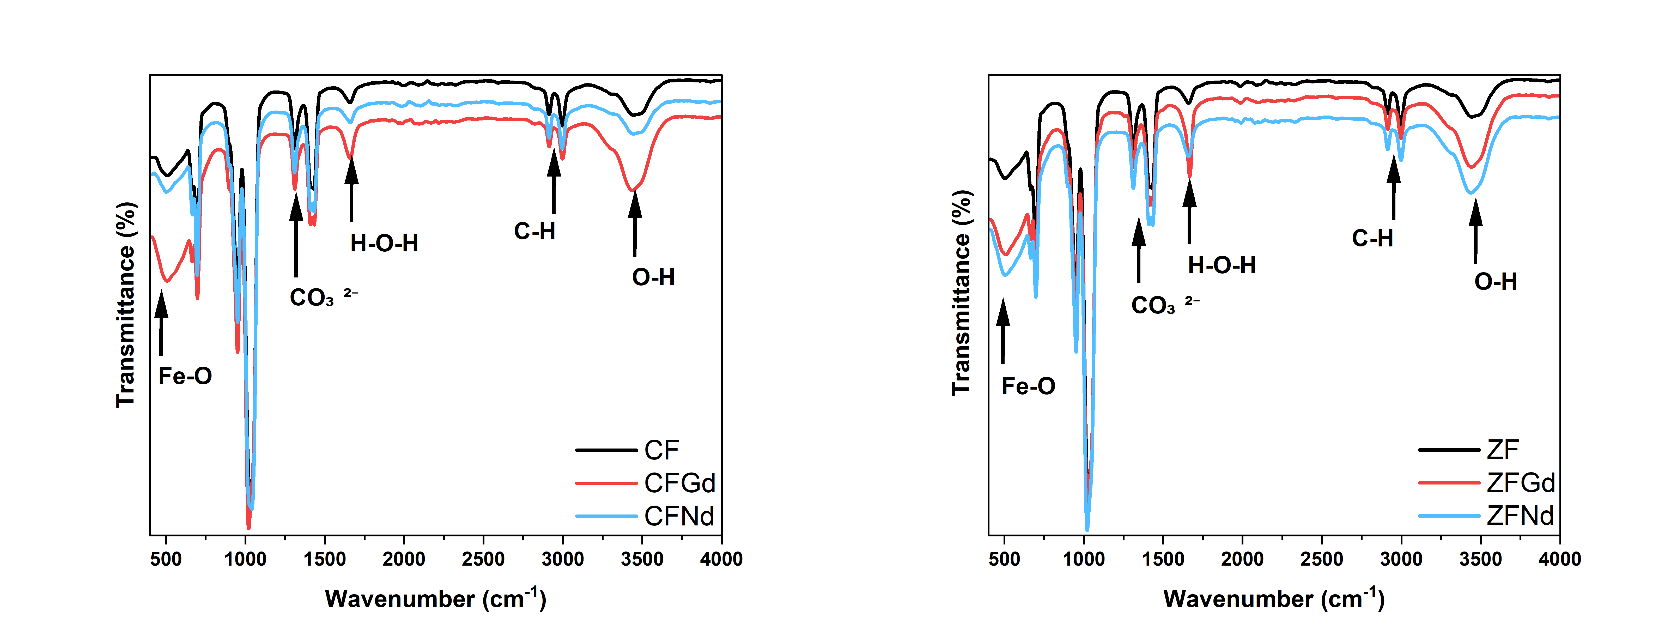 Transmittance (%)
Fe-O
CO₃ ²⁻
H-O-H
C-H
O-H
CF
CFGd
CFNd
500 1000 1500 2000 2500 3000 3500 4000
Wavenumber (cm⁻¹)
Transmittance (%)
Fe-O
CO₃ ²⁻
H-O-H
C-H
O-H
ZF
ZFGd
ZFNd
500 1000 1500 2000 2500 3000 3500 4000
Wavenumber (cm⁻¹)